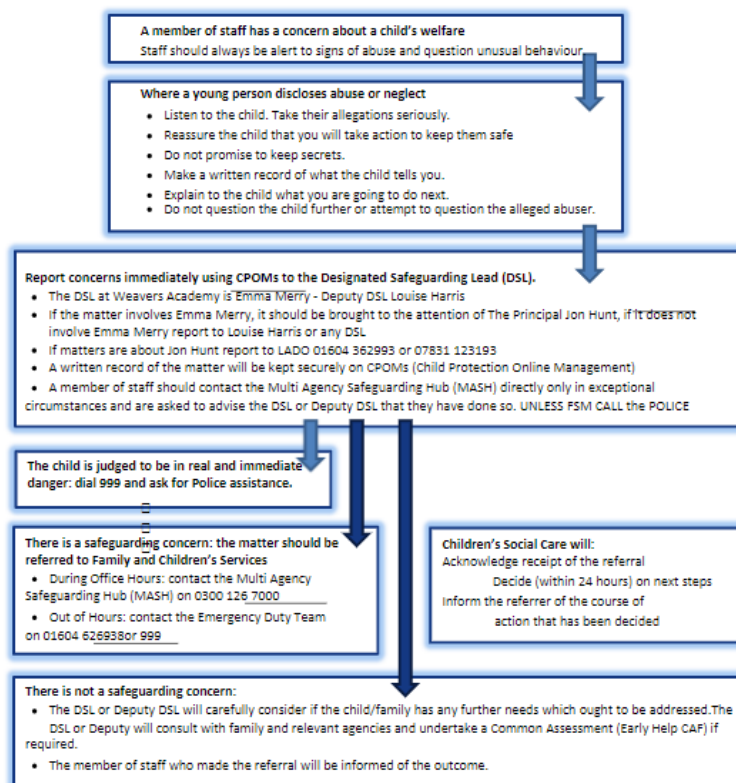 A member of staff has a concern about a child's welfare
Staff should always be alert to signs of abuse and question unusual behaviour
Where a young person discloses abuse or neglect
• Listen to the child. Take their allegations seriously.
• Reassure the child that you will take action to keep them safe
• Do not promise to keep secrets.
• Make a written record of what the child tells you.
• Explain to the child what you are going to do next.
• Do not question the child further or attempt to question the alleged abuser.
Report concerns immediately using CPOMs to the Designated Safeguarding Lead (DSL).
• The DSL at Weavers Academy is Emma Merry - Deputy DSL Louise Harris
• If the matter involves Emma Merry, it should be brought to the attention of The Principal Jon Hunt, if it does not
involve Emma Merry report to Louise Harris or any DSL
• If matters are about Jon Hunt report to LADO 01604 362993 or 07831 123193
• A written record of the matter will be kept securely on CPOMs (Child Protection Online Management)
• A member of staff should contact the Multi Agency Safeguarding Hub (MASH) directly only in exceptional
circumstances and are asked to advise the DSL or Deputy DSL that they have done so. UNLESS FSM CALL the POLICE
The child is judged to be in real and immediate
danger: dial 999 and ask for Police assistance.
There is a safeguarding concern: the matter should be
referred to Family and Children's Services
• During Office Hours: contact the Multi Agency
Safeguarding Hub (MASH) on 0300 126 7000
• Out of Hours: contact the Emergency Duty Team
on 01604 626938or 999
Children's Social Care will:
Acknowledge receipt of the referral
Decide (within 24 hours) on next steps
Inform the referrer of the course of
action that has been decided
There is not a safeguarding concern:
• The DSL or Deputy DSL will carefully consider if the child/family has any further needs which ought to be addressed.The
DSL or Deputy will consult with family and relevant agencies and undertake a Common Assessment (Early Help CAF) if
required.
• The member of staff who made the referral will be informed of the outcome.